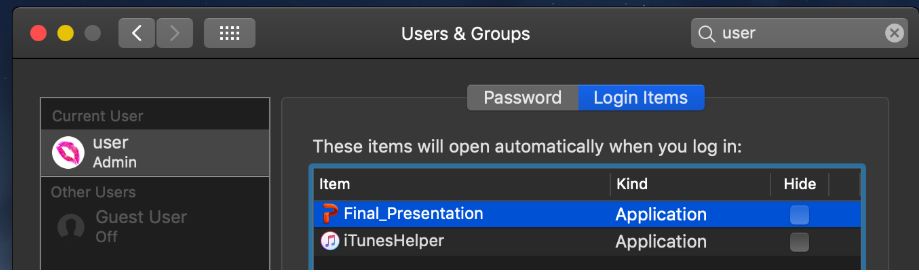 Users & Groups
user
Password
Login Items
Current User
user
Admin
Other Users
Guest User
Off
These items will open automatically when you log in:
Item Kind Hide
Final_Presentation Application
iTunesHelper Application